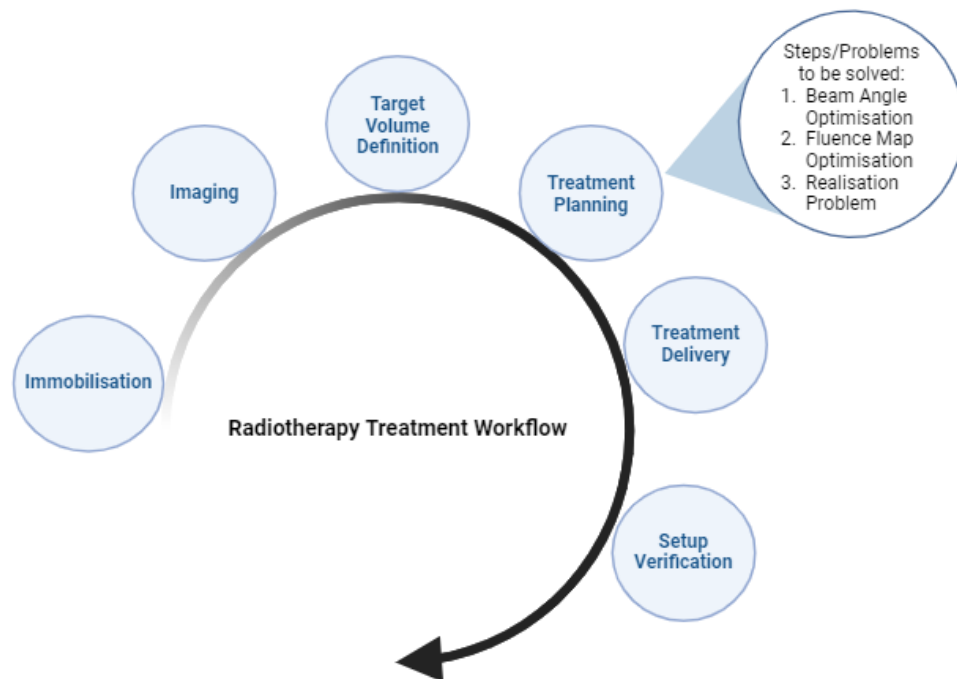 Immobilisation
Imaging
Target
Volume
Definition
Treatment
Planning
Steps/Problems
to be solved:
1. Beam Angle
Optimisation
2. Fluence Map
Optimisation
3. Realisation
Problem
Treatment
Delivery
Setup
Verification
Radiotherapy Treatment Workflow